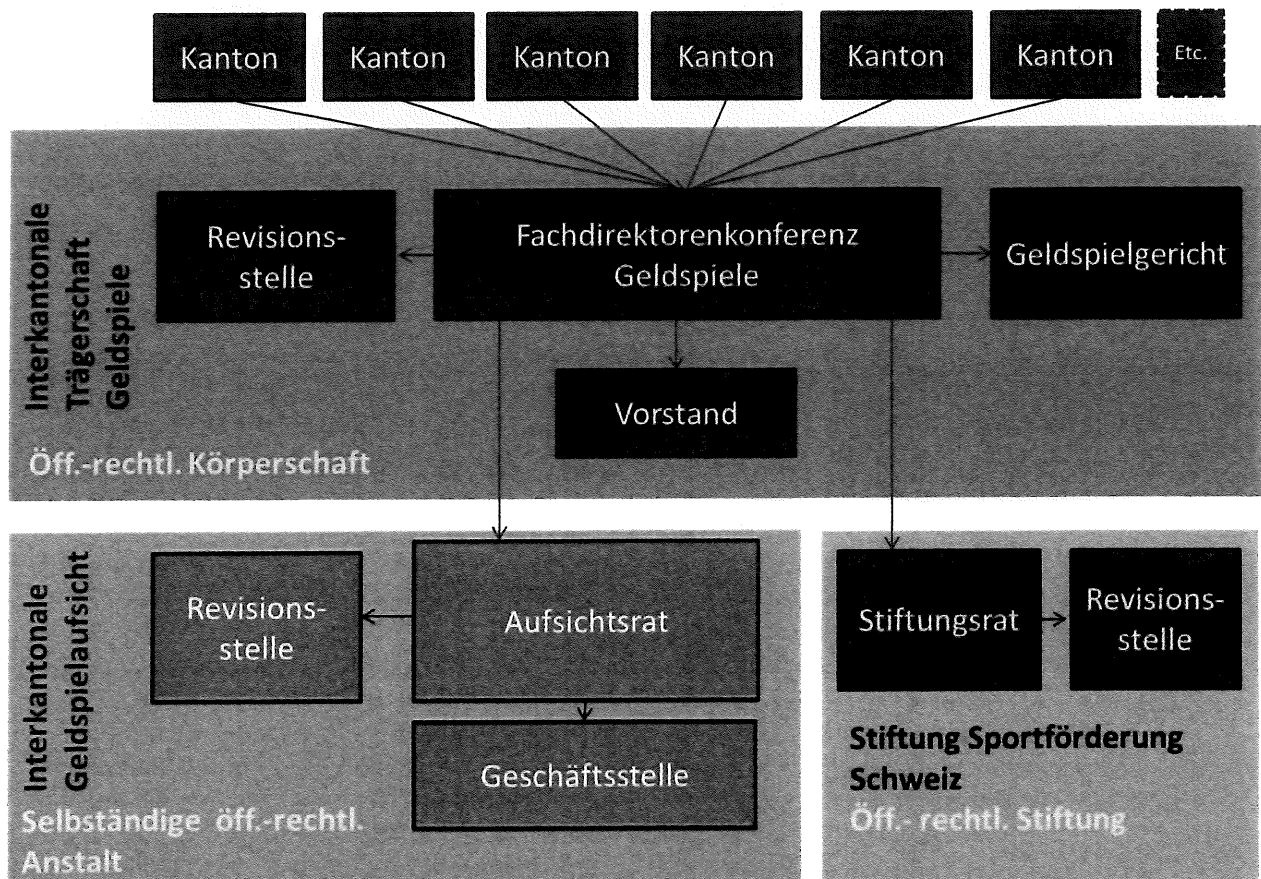 Kanton
Kanton
Kanton
Kanton
Kanton
Kanton
Etc.
Interkantonale
Trägerschaft
Geldspiele
Revisions-
stelle
Fachdirektorenkonferenz
Geldspiele
Geldspielgericht
Vorstand
Öff.-rechtl. Körperschaft
Interkantonale
Geldspielaufsicht
Revisions-
stelle
Aufsichtsrat
Geschäftsstelle
Selbständige öff.-rechtl.
Anstalt
Stiftungsrat
Revisions-
stelle
Stiftung Sportförderung
Schweiz
Öff.- rechtl. Stiftung